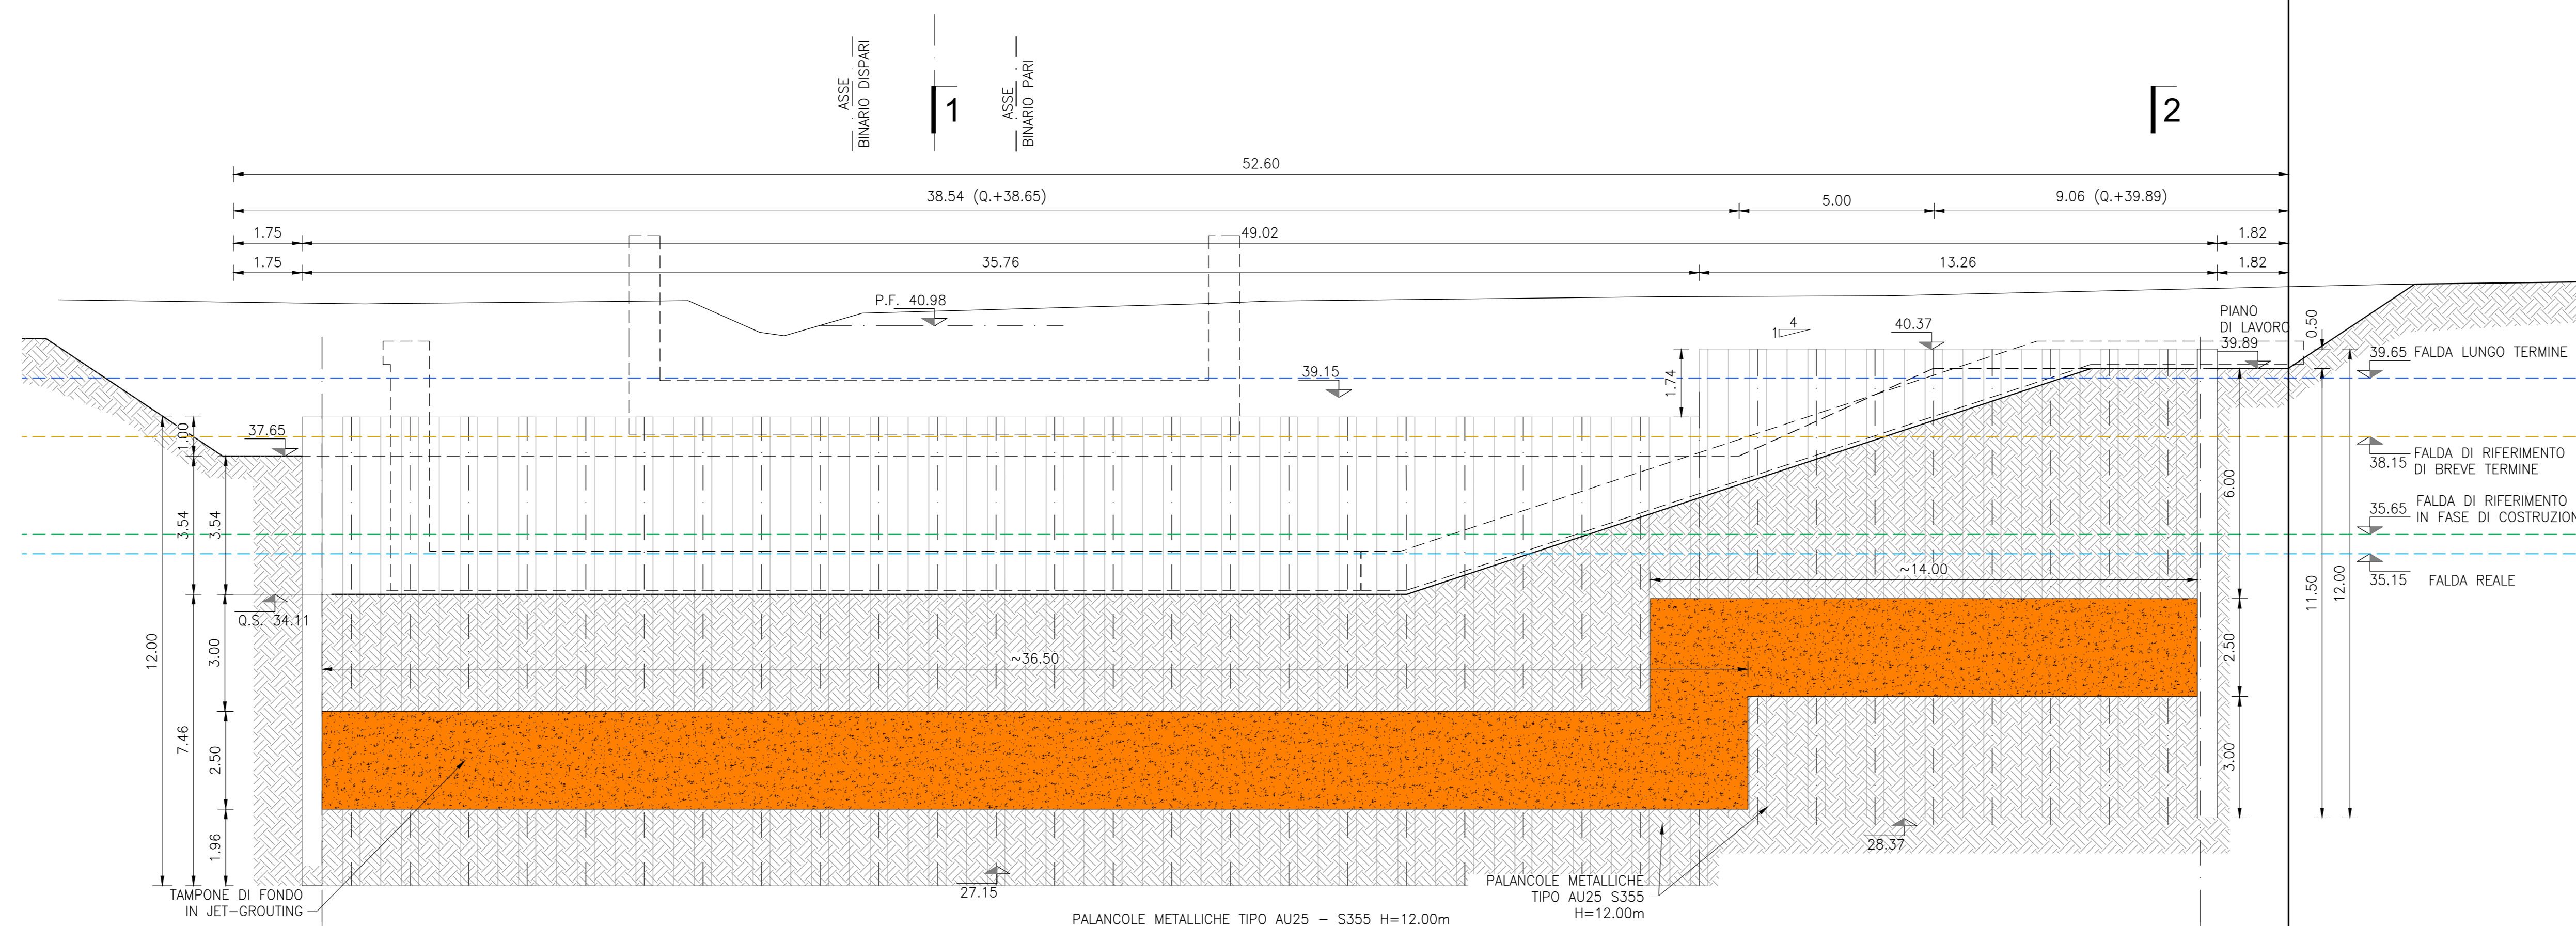 ASSE
BINARIO DISPARI
1
ASSE
BINARIO PARI
2
52.60
38.54 (Q.+38.65)
5.00
9.06 (Q.+39.89)
1.75
49.02
1.82
1.75
35.76
13.26
1.82
P.F. 40.98
1
4
40.37
PIANO
DI LAVORO
39.89
0.50
39.65 FALDA LUNGO TERMINE
39.15
1.74
1.00
37.65
38.15 FALDA DI RIFERIMENTO
DI BREVE TERMINE
6.00
3.54
3.54
35.65 FALDA DI RIFERIMENTO
IN FASE DI COSTRUZION
~14.00
35.15 FALDA REALE
11.50
12.00
Q.S. 34.11
12.00
3.00
~36.50
2.50
7.46
2.50
3.00
1.96
28.37
27.15
TAMPONE DI FONDO
IN JET-GROUTING
PALANCOLE METALLICHE
TIPO AU25 S355
H=12.00m
PALANCOLE METALLICHE TIPO AU25 – S355 H=12.00m